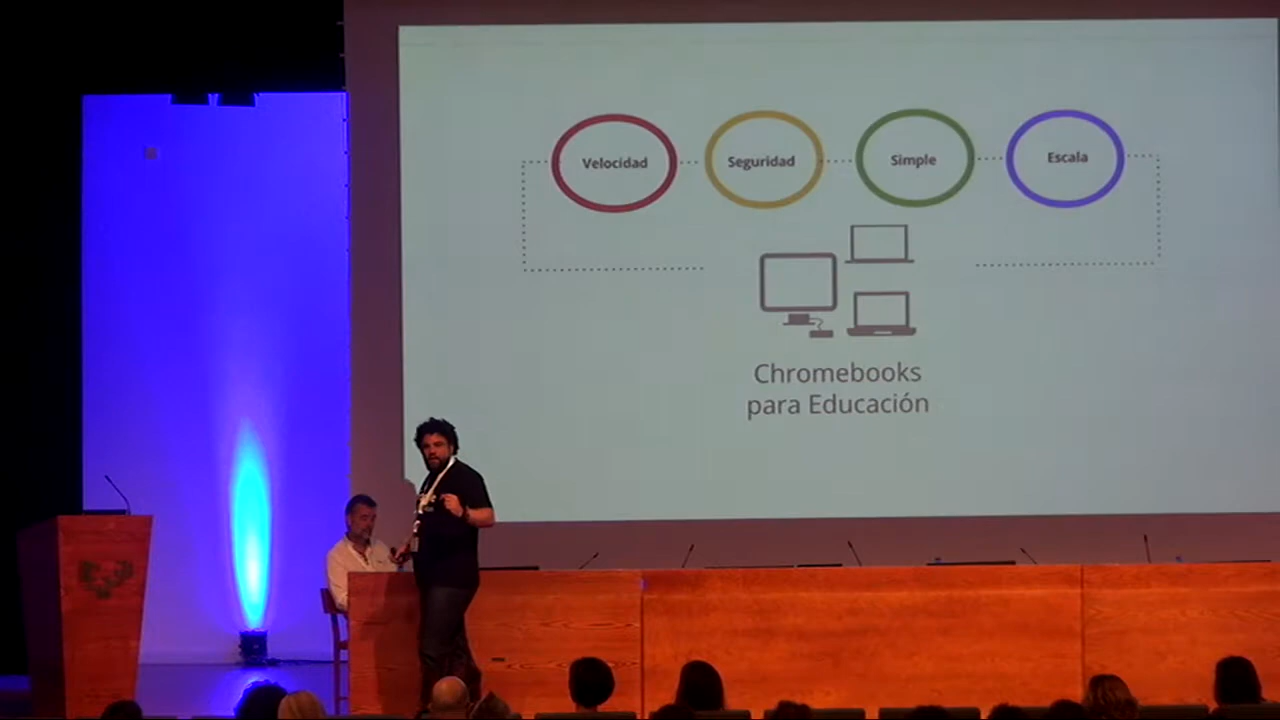 Velocidad
Seguridad
Simple
Escala
Chromebooks
para Educación